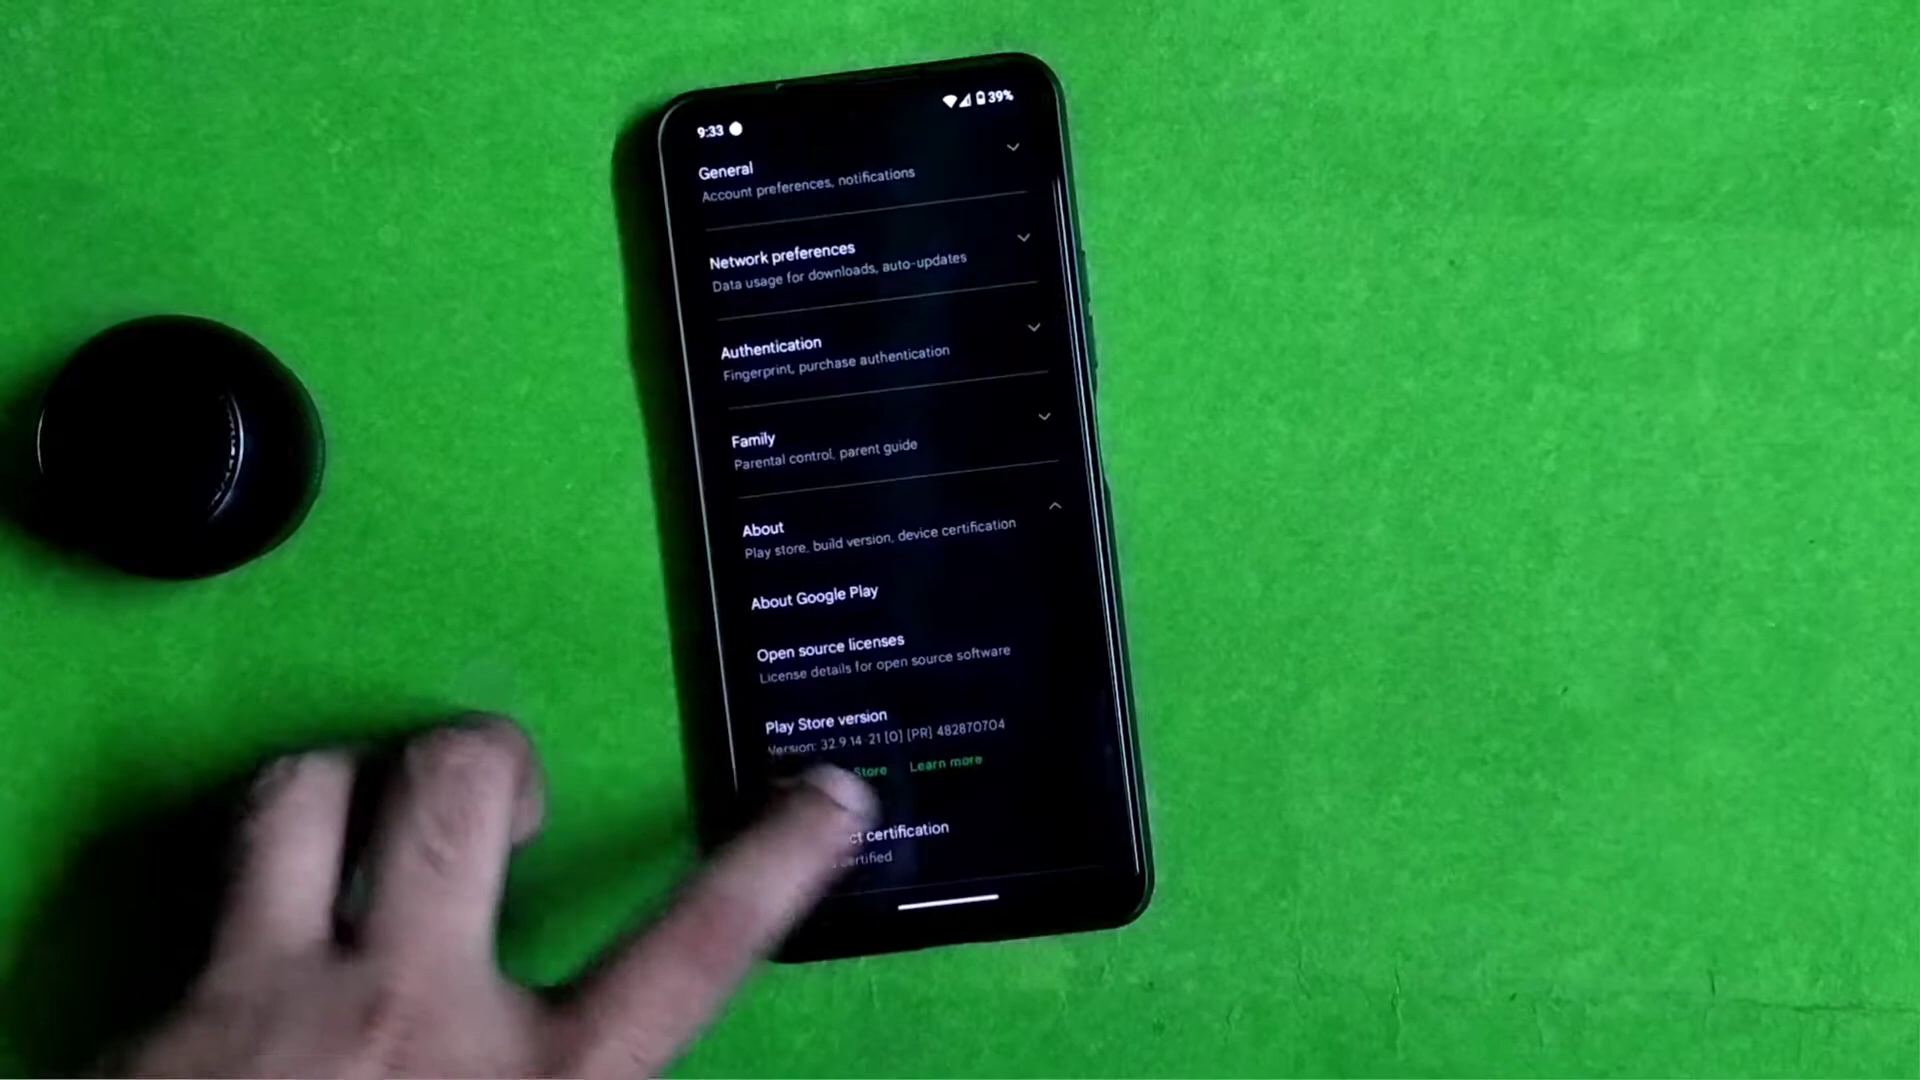 9:33 39%
General
Account preferences, notifications
Network preferences
Data usage for downloads, auto-updates
Authentication
Fingerprint, purchase authentication
Family
Parental control, parent guide
About
Play store, build version, device certification
About Google Play
Open source licenses
License details for open source software
Play Store version
Version: 32.9.14-21 [0] [PR] 482870704
Store Learn more
ct certification
certified